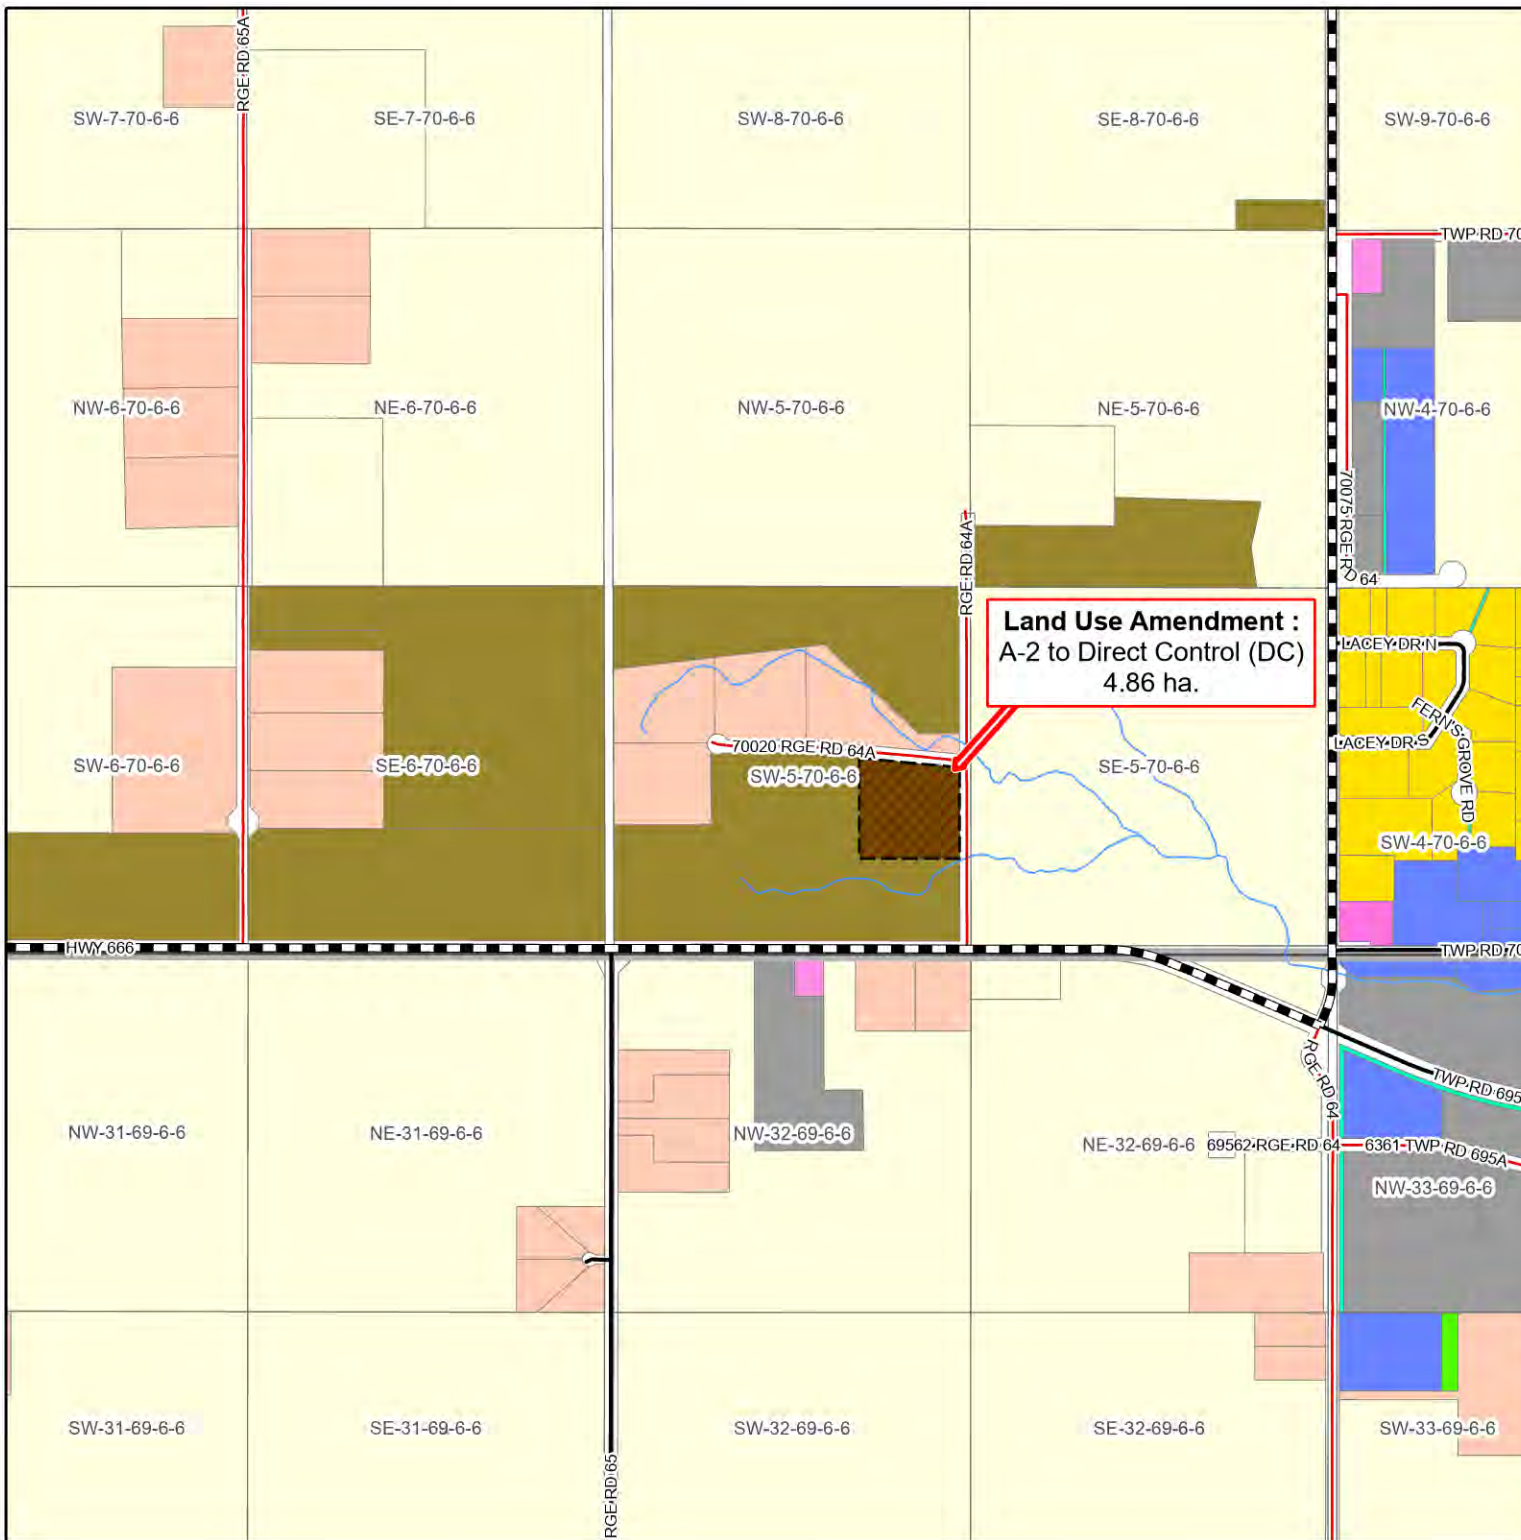 RGE RD 65A
SW-7-70-6-6
SE-7-70-6-6
SW-8-70-6-6
SE-8-70-6-6
SW-9-70-6-6
TWP RD 70
NW-6-70-6-6
NE-6-70-6-6
NW-5-70-6-6
NE-5-70-6-6
NW-4-70-6-6
70075 RGE RD 64
RGE RD 64A
Land Use Amendment :
A-2 to Direct Control (DC)
4.86 ha.
LACEY DR N
FERN'S GROVE RD
LACEY DR S
70020 RGE RD 64A
SW-6-70-6-6
SE-6-70-6-6
SW-5-70-6-6
SE-5-70-6-6
SW-4-70-6-6
HWY 666
TWP RD 70
RGE RD 64
TWP RD 695
NW-31-69-6-6
NE-31-69-6-6
NW-32-69-6-6
NE-32-69-6-6
69562 RGE RD 64
6361 TWP RD 695A
NW-33-69-6-6
SW-31-69-6-6
SE-31-69-6-6
SW-32-69-6-6
SE-32-69-6-6
SW-33-69-6-6
RGE RD 65